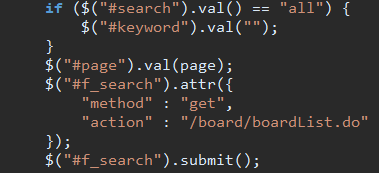 if ($("#search").val() == "all") {
$("#keyword").val("");
}
$("#page").val(page);
$("#f_search").attr({
"method" : "get",
"action" : "/board/boardList.do"
});
$("#f_search").submit();